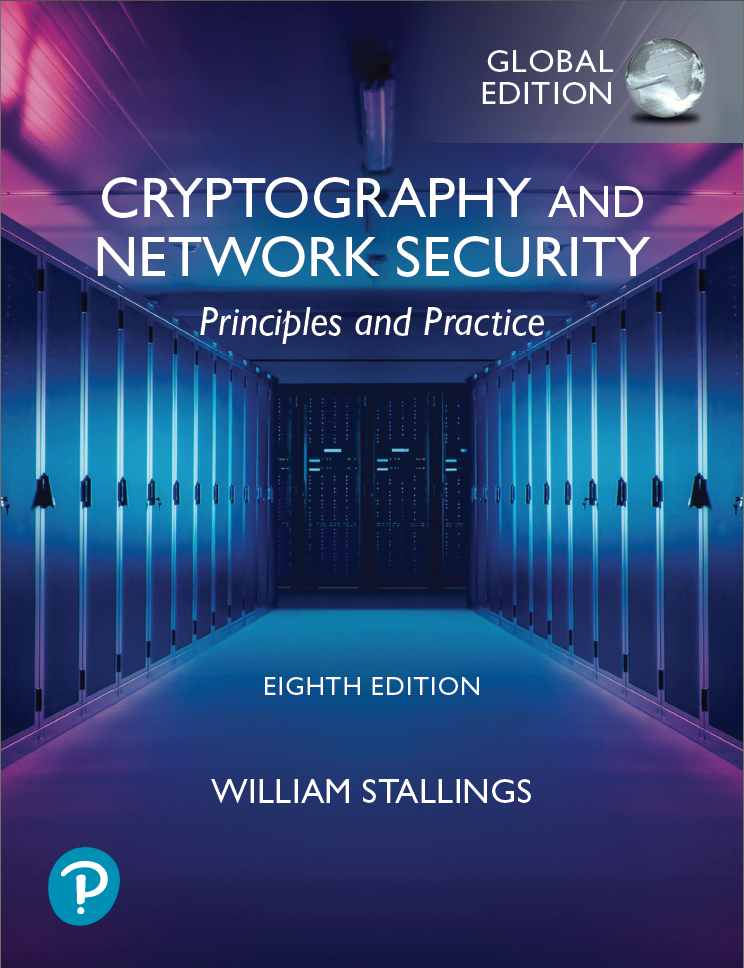 GLOBAL
EDITION
CRYPTOGRAPHY AND
NETWORK SECURITY
Principles and Practice
EIGHTH EDITION
WILLIAM STALLINGS
P